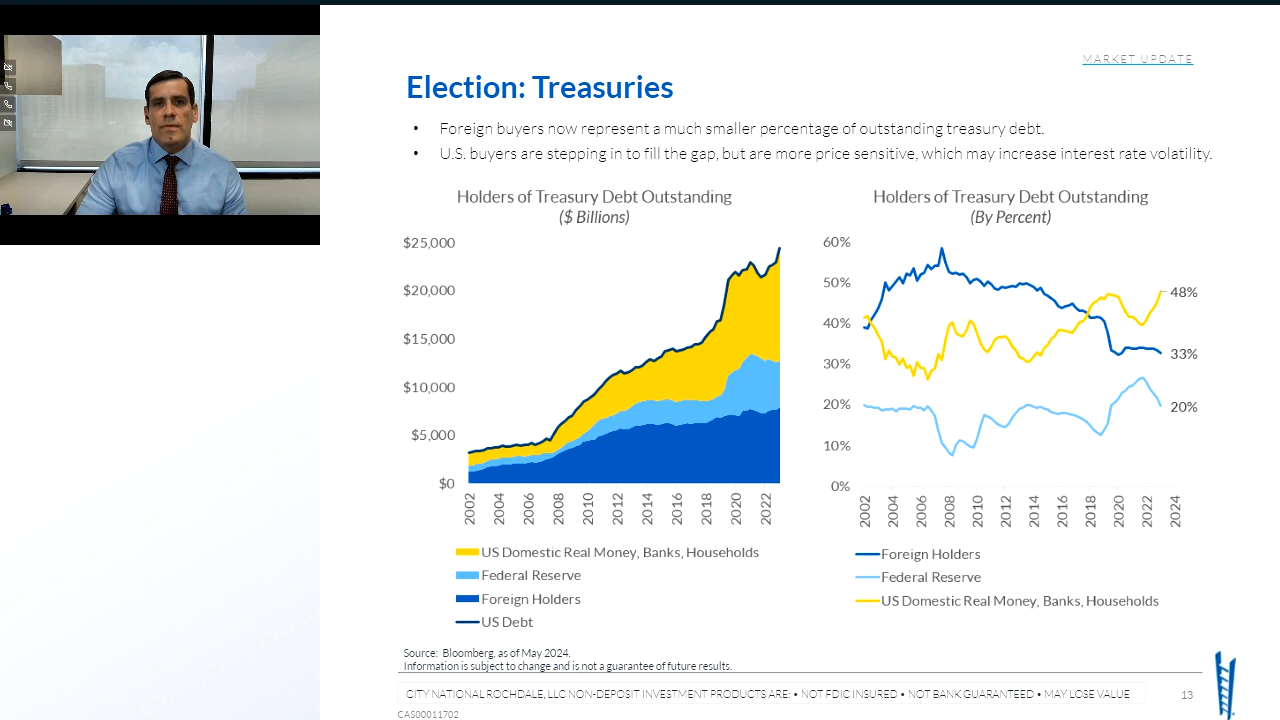 MARKET UPDATE
Election: Treasuries
• Foreign buyers now represent a much smaller percentage of outstanding treasury debt.
• U.S. buyers are stepping in to fill the gap, but are more price sensitive, which may increase interest rate volatility.
Holders of Treasury Debt Outstanding
($ Billions)
$25,000
$20,000
$15,000
$10,000
$5,000
$0
2002 2004 2006 2008 2010 2012 2014 2016 2018 2020 2022
US Domestic Real Money, Banks, Households
Federal Reserve
Foreign Holders
US Debt
Holders of Treasury Debt Outstanding
(By Percent)
60%
50%
40%
30%
20%
10%
0%
48%
33%
20%
2002 2004 2006 2008 2010 2012 2014 2016 2018 2020 2022 2024
Foreign Holders
Federal Reserve
US Domestic Real Money, Banks, Households
Source: Bloomberg, as of May 2024.
Information is subject to change and is not a guarantee of future results.
CITY NATIONAL ROCHDALE, LLC NON-DEPOSIT INVESTMENT PRODUCTS ARE: • NOT FDIC INSURED • NOT BANK GUARANTEED • MAY LOSE VALUE
13
CAS00011702